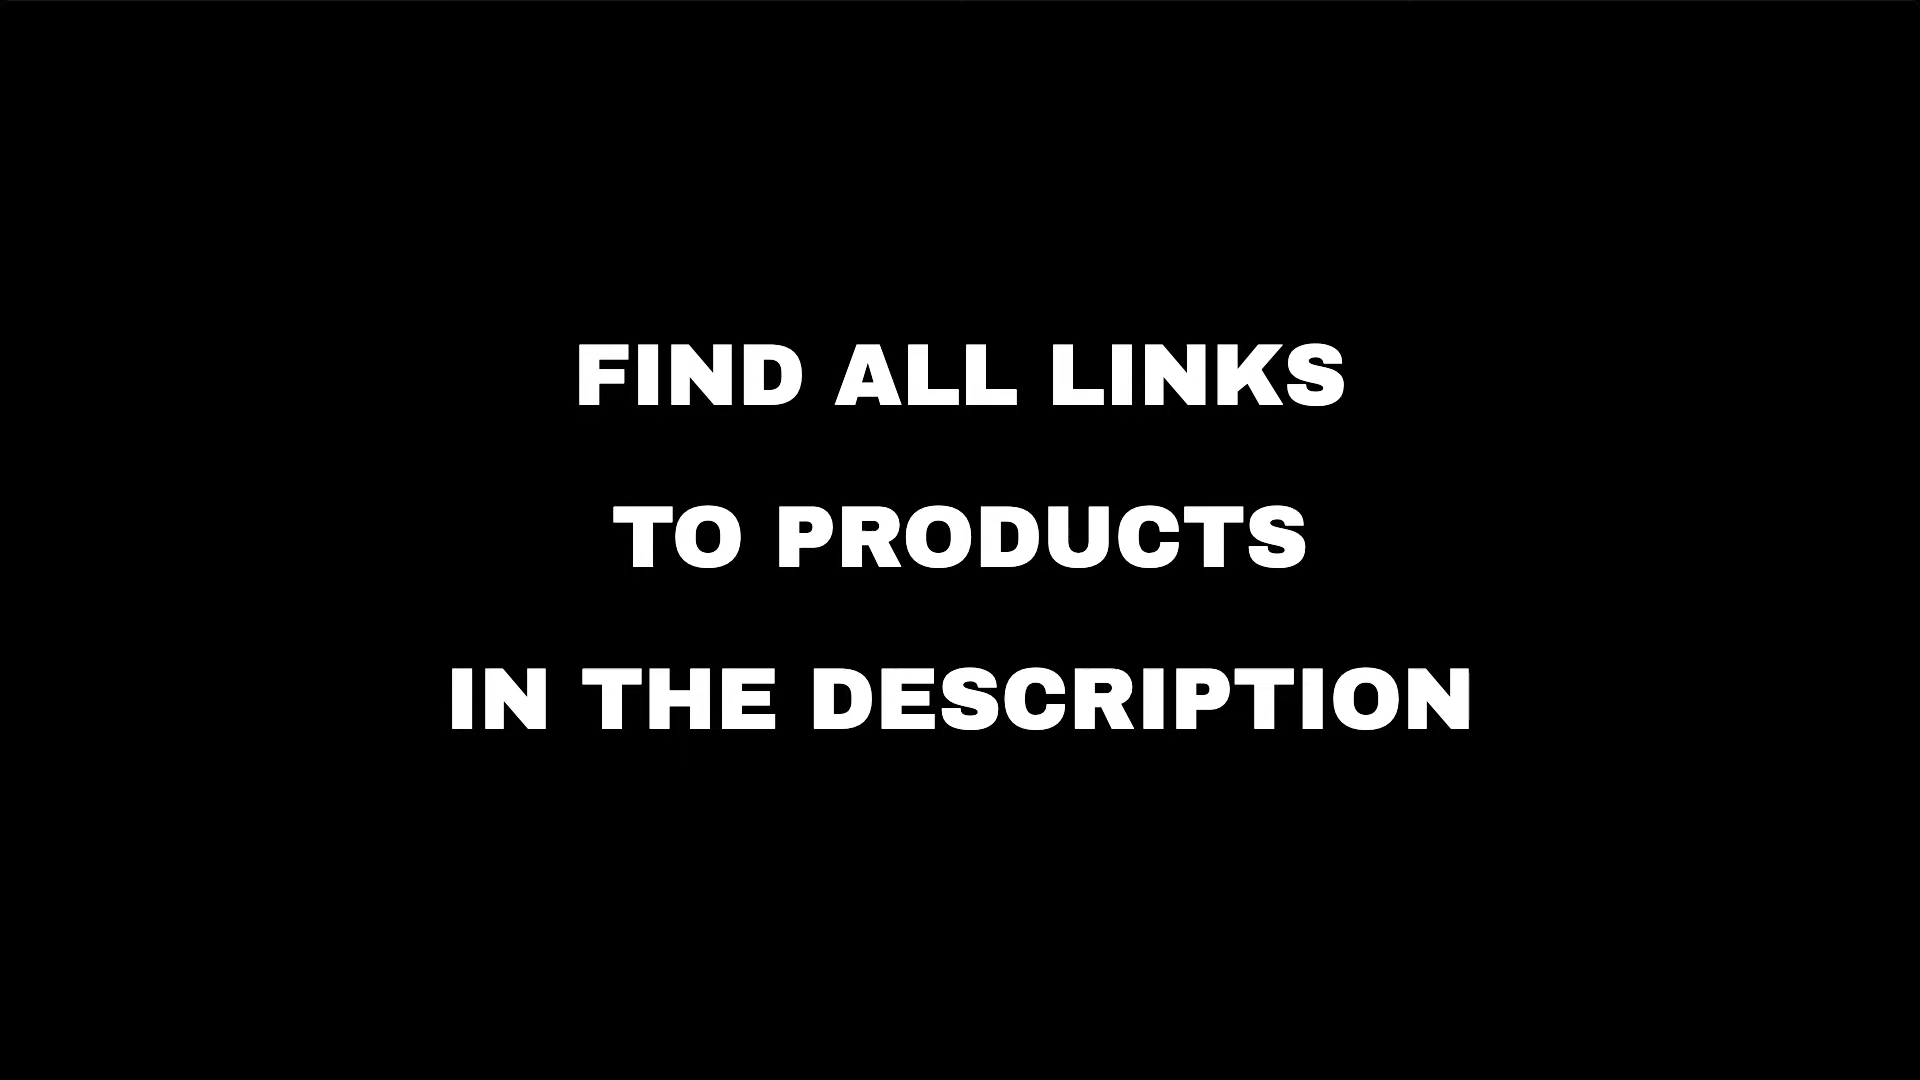 FIND ALL LINKS
TO PRODUCTS
IN THE DESCRIPTION